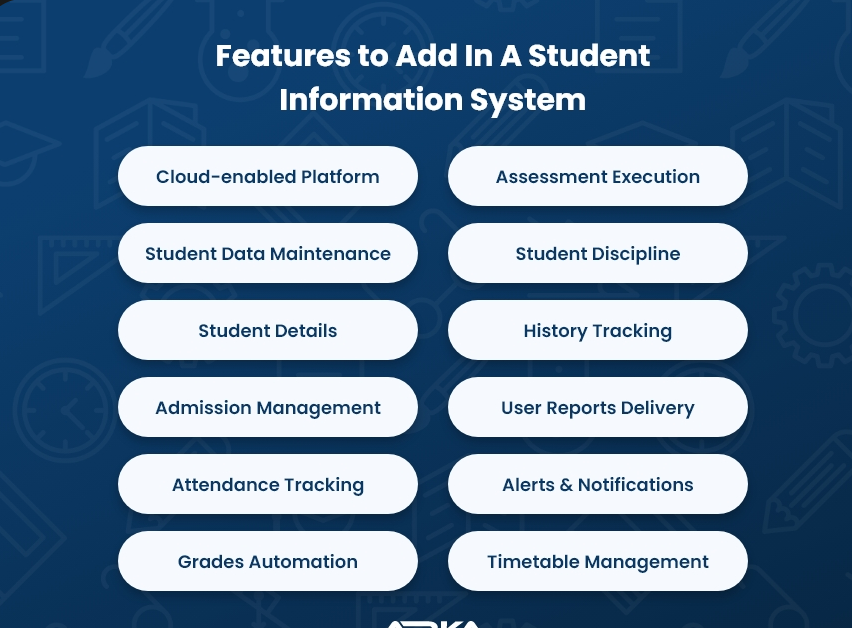 Features to Add In A Student
Information System
Cloud-enabled Platform
Assessment Execution
Student Data Maintenance
Student Discipline
Student Details
History Tracking
Admission Management
User Reports Delivery
Attendance Tracking
Alerts & Notifications
Grades Automation
Timetable Management